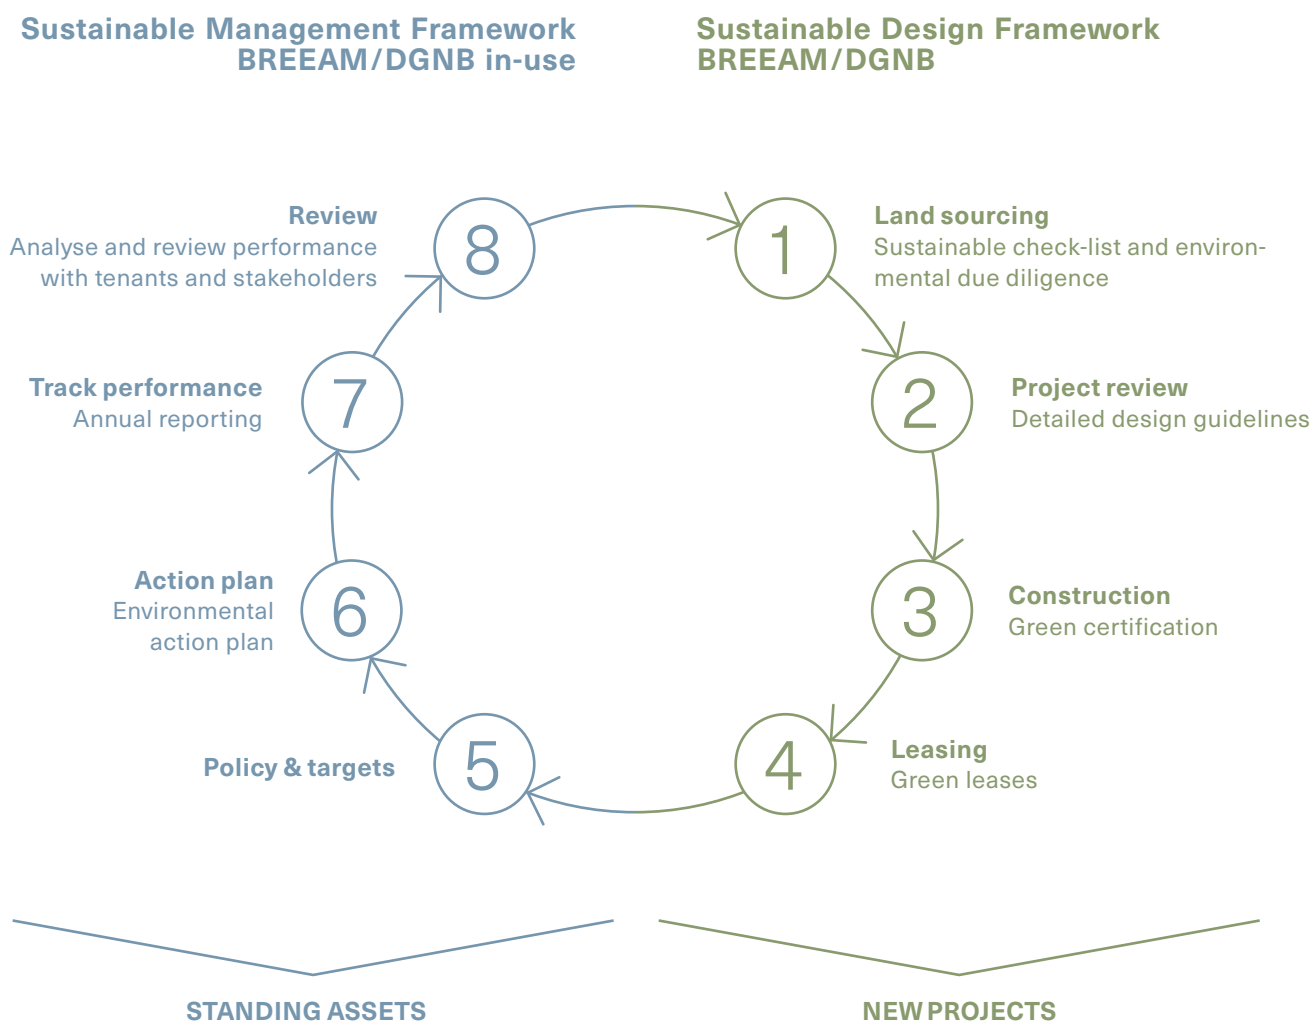 Sustainable Management Framework
BREEAM/DGNB in-use
Sustainable Design Framework
BREEAM/DGNB
1
Land sourcing
Sustainable check-list and environ-
mental due diligence
2
Project review
Detailed design guidelines
3
Construction
Green certification
4
Leasing
Green leases
5
Policy & targets
6
Action plan
Environmental
action plan
7
Track performance
Annual reporting
8
Review
Analyse and review performance
with tenants and stakeholders
STANDING ASSETS
NEW PROJECTS